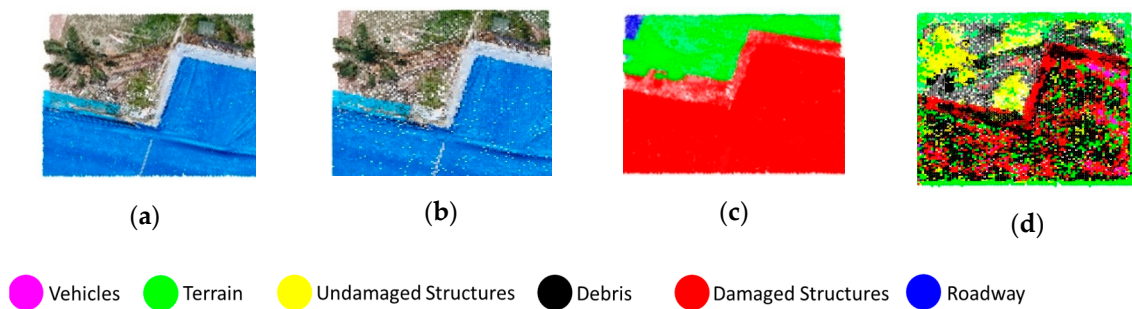 (a) (b) (c) (d)
Vehicles Terrain Undamaged Structures Debris Damaged Structures Roadway